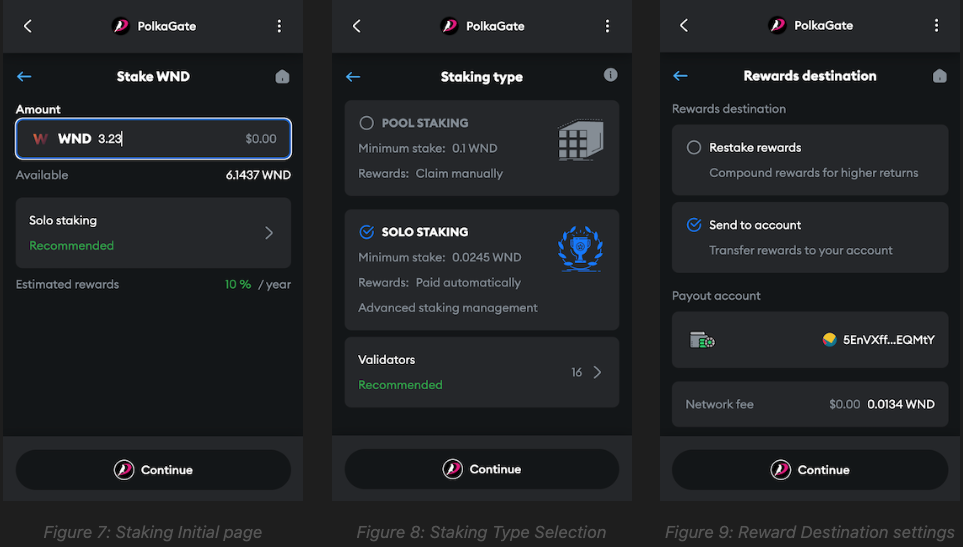 PolkaGate
Stake WND
Amount
W WND 3.23 $0.00
Available 6.1437 WND
Solo staking
Recommended
Estimated rewards 10 % / year
Continue
Figure 7: Staking Initial page
PolkaGate
Staking type
POOL STAKING
Minimum stake: 0.1 WND
Rewards: Claim manually
SOLO STAKING
Minimum stake: 0.0245 WND
Rewards: Paid automatically
Advanced staking management
Validators
Recommended
16
Continue
Figure 8: Staking Type Selection
PolkaGate
Rewards destination
Rewards destination
Restake rewards
Compound rewards for higher returns
Send to account
Transfer rewards to your account
Payout account
5EnVXff...EQMtY
Network fee $0.00 0.0134 WND
Continue
Figure 9: Reward Destination settings